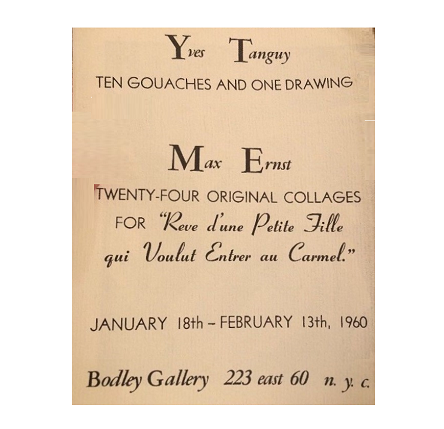 Yves Tanguy
TEN GOUACHES AND ONE DRAWING
Max Ernst
TWENTY-FOUR ORIGINAL COLLAGES
FOR "Reve d'une Petite Fille
qui Voulut Entrer au Carmel."
JANUARY 18th – FEBRUARY 13th, 1960
Bodley Gallery 223 east 60 n. y. c.